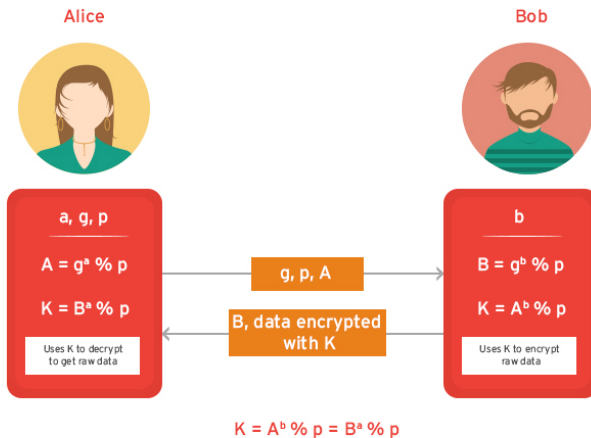 Alice
Bob
a, g, p
A = gᵃ % p
K = Bᵃ % p
Uses K to decrypt
to get raw data
g, p, A
B, data encrypted
with K
b
B = gᵇ % p
K = Aᵇ % p
Uses K to encrypt
raw data
K = Aᵇ % p = Bᵃ % p